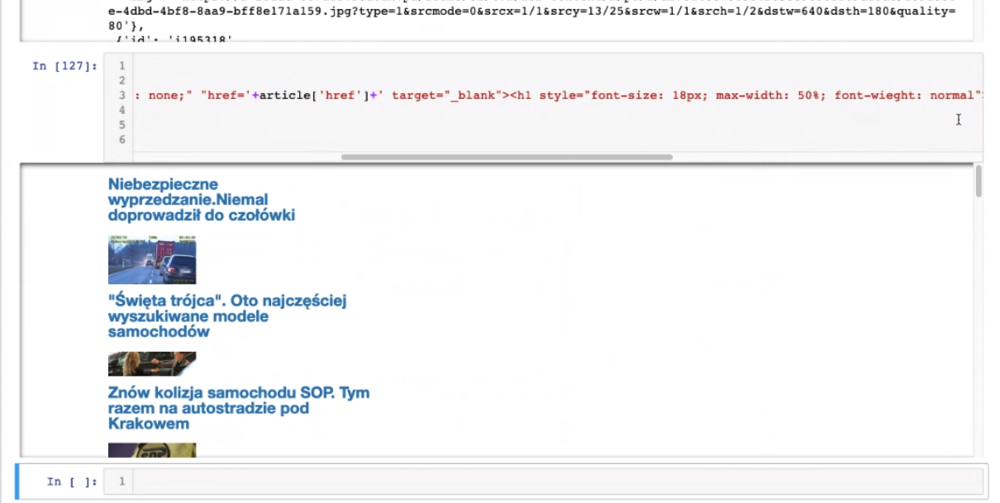 e-4dbd-4bf8-8aa9-bff8e171a159.jpg?type=1&srcmode=0&srcx=1/1&srcy=13/25&srcw=1/1&srch=1/2&dstw=640&dsth=180&quality=
80'},
{'id': 'i195318'
In [127]:
1
2
3 : none;" "href='+article['href']+' target="_blank"><h1 style="font-size: 18px; max-width: 50%; font-wieght: normal"
4
5
6
Niebezpieczne
wyprzedzanie.Niemal
doprowadził do czołówki
"Święta trójca". Oto najczęściej
wyszukiwane modele
samochodów
Znów kolizja samochodu SOP. Tym
razem na autostradzie pod
Krakowem
SOP
In [ ]: 1